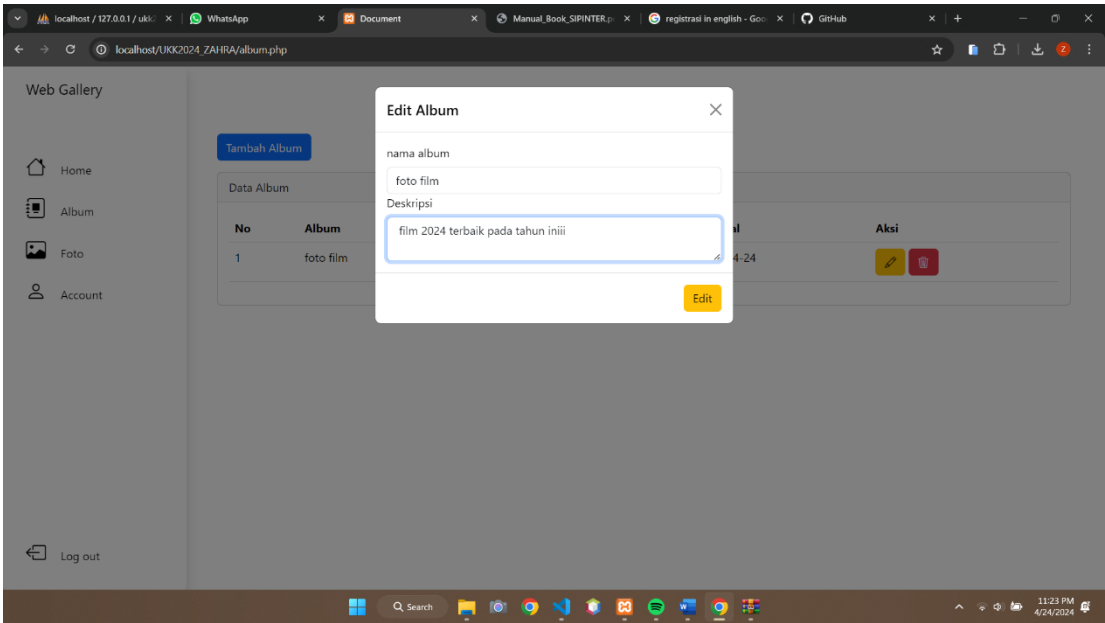 localhost / 127.0.0.1 / ukk
WhatsApp
Document
Manual_Book_SIPINTER.p
registrasi in english - Goo
GitHub
localhost/UKK2024_ZAHRA/album.php
Z
Web Gallery
Home
Album
Foto
Account
Log out
Tambah Album
Data Album
No Album al Aksi
1 foto film 4-24
Edit Album
nama album
foto film
Deskripsi
film 2024 terbaik pada tahun iniii
Edit
Search
11:23 PM
4/24/2024